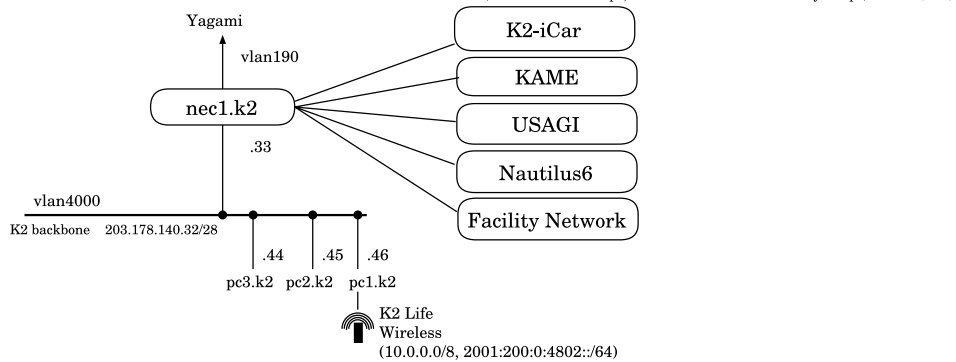 Yagami
vlan190
nec1.k2
K2-iCar
KAME
USAGI
Nautilus6
Facility Network
.33
vlan4000
K2 backbone 203.178.140.32/28
.44
.45
.46
pc3.k2
pc2.k2
pc1.k2
K2 Life
Wireless
(10.0.0.0/8, 2001:200:0:4802::/64)